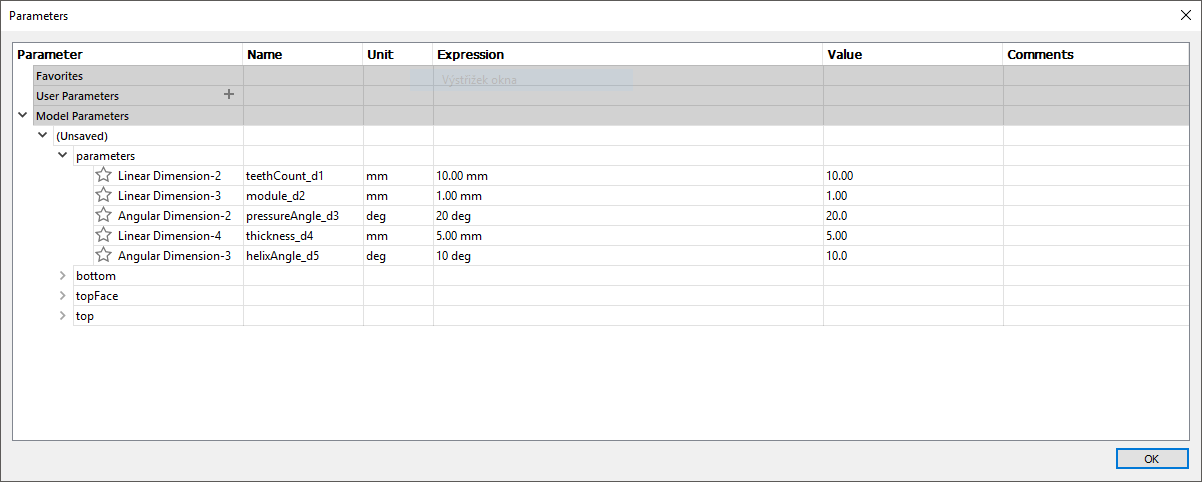 Parameters
Parameter Name Unit Expression Value Comments
Favorites
Výstřižek okna
User Parameters +
Model Parameters
(Unsaved)
parameters
Linear Dimension-2 teethCount_d1 mm 10.00 mm 10.00
Linear Dimension-3 module_d2 mm 1.00 mm 1.00
Angular Dimension-2 pressureAngle_d3 deg 20 deg 20.0
Linear Dimension-4 thickness_d4 mm 5.00 mm 5.00
Angular Dimension-3 helixAngle_d5 deg 10 deg 10.0
bottom
topFace
top
OK